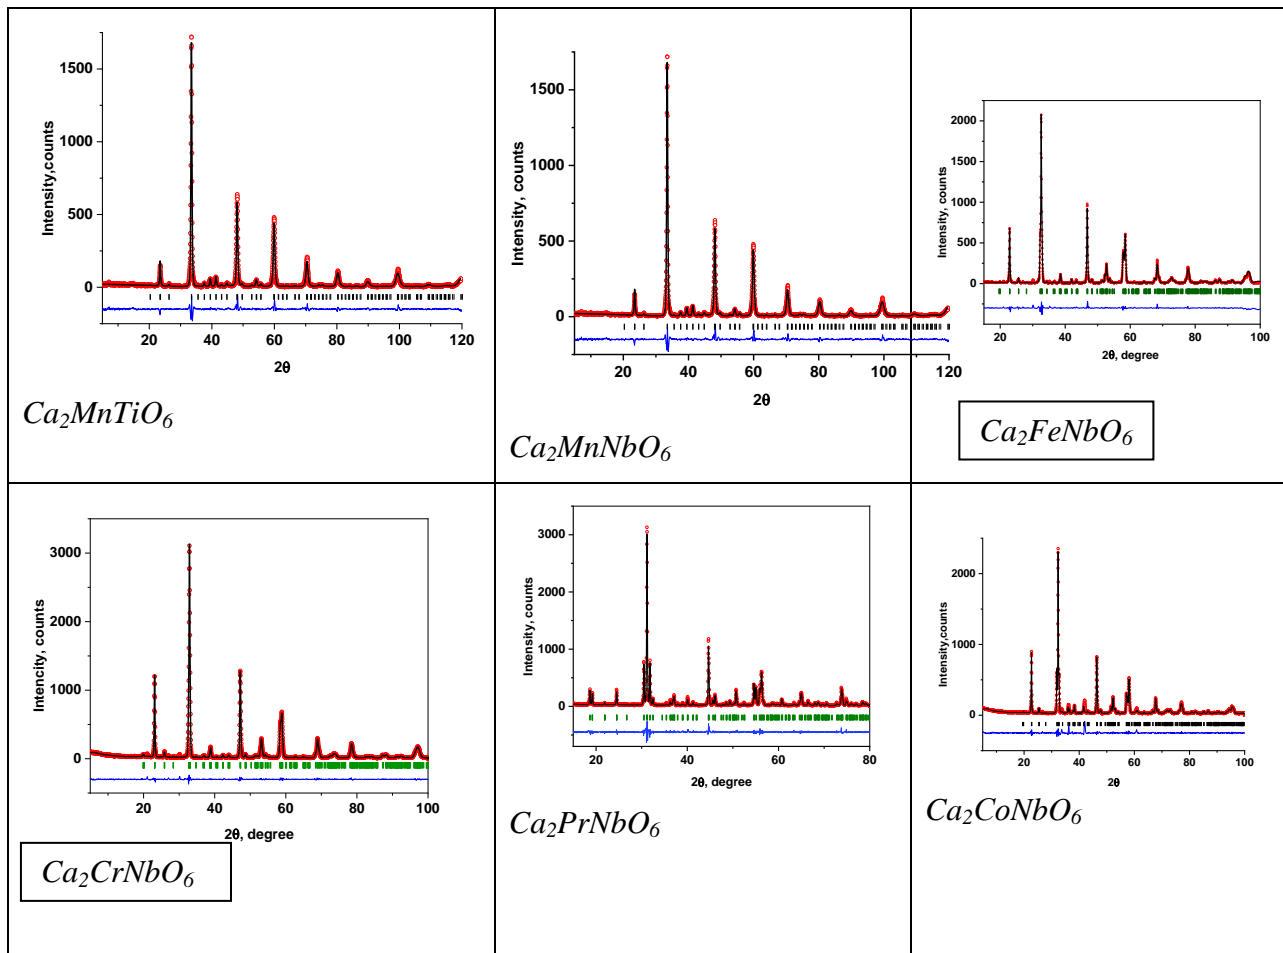 1500
1000
500
0
Intensity,counts
20 40 60 80 100 120
2θ
Ca₂MnTiO₆
1500
1000
500
0
Intensity, counts
20 40 60 80 100 120
2θ
Ca₂MnNbO₆
2000
1500
1000
500
0
Intensity, counts
20 40 60 80 100
2θ, degree
Ca₂FeNbO₆
3000
2000
1000
0
Intencity, counts
20 40 60 80 100
2θ, degree
Ca₂CrNbO₆
3000
2000
1000
0
Intensity, counts
20 40 60 80
2θ, degree
Ca₂PrNbO₆
2000
1000
0
Intensity,counts
20 40 60 80 100
2θ
Ca₂CoNbO₆